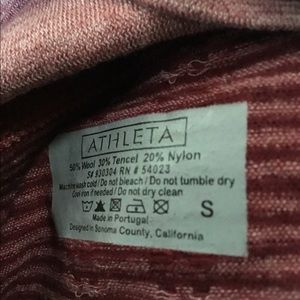 ATHLETA
50% Wool 30% Tencel 20% Nylon
S# 930304 RN # 54023
Machine wash cold / Do not bleach / Do not tumble dry
Cool iron if needed / Do not dry clean
S
Made in Portugal
Designed in Sonoma County, California